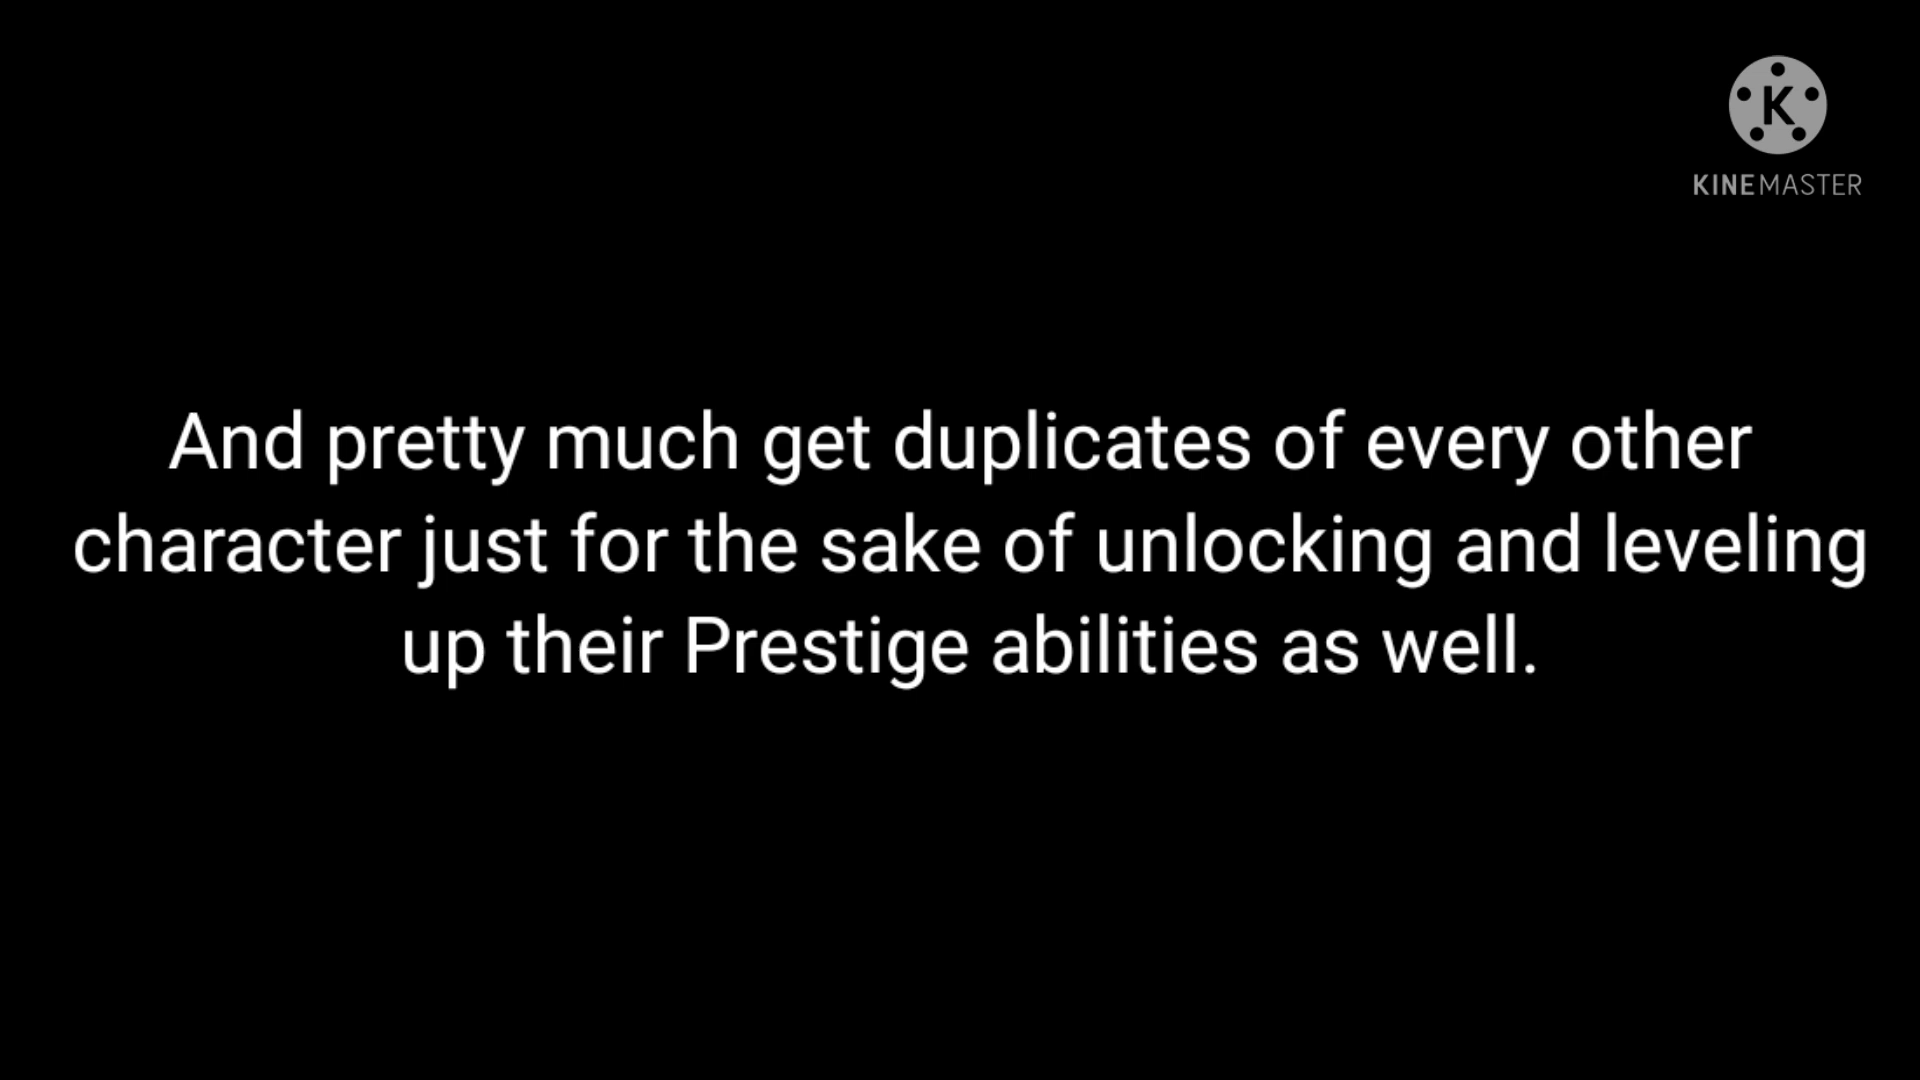 K
KINEMASTER
And pretty much get duplicates of every other
character just for the sake of unlocking and leveling
up their Prestige abilities as well.